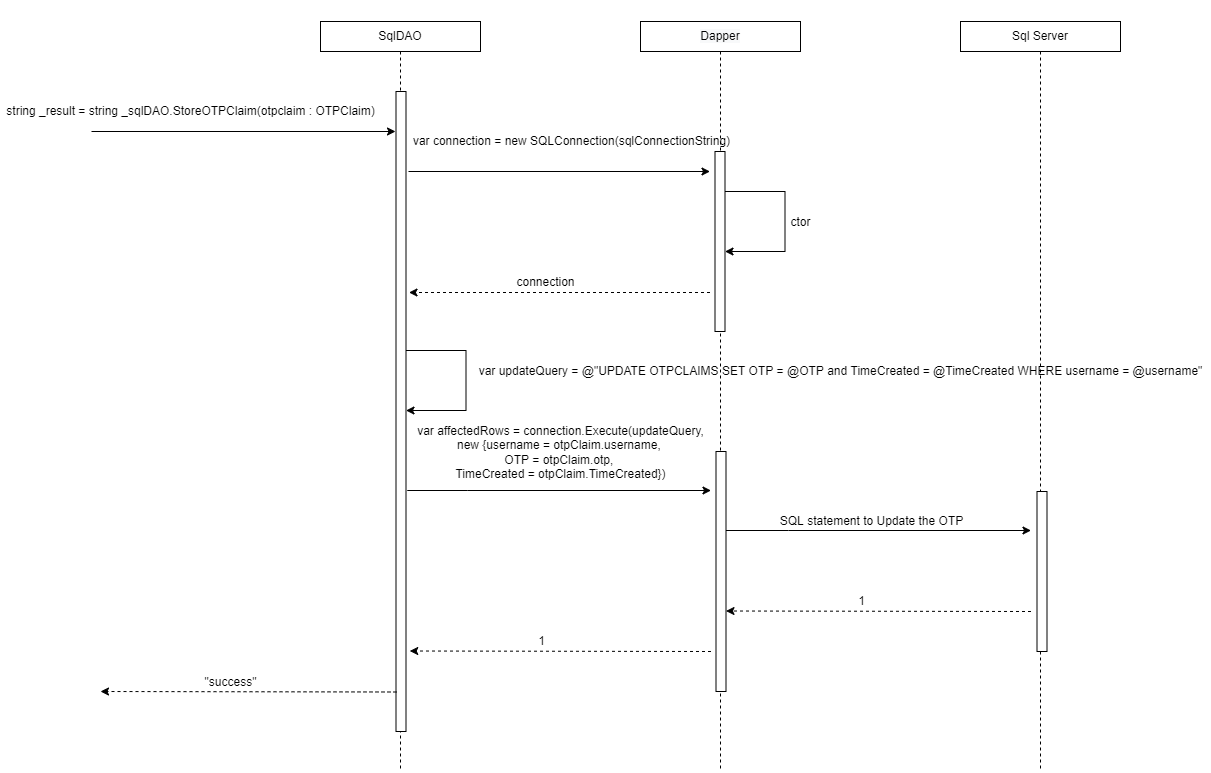 SqlDAO
Dapper
Sql Server
string _result = string _sqlDAO.StoreOTPClaim(otpclaim : OTPClaim)
var connection = new SQLConnection(sqlConnectionString)
ctor
connection
var updateQuery = @"UPDATE OTPCLAIMS SET OTP = @OTP and TimeCreated = @TimeCreated WHERE username = @username"
var affectedRows = connection.Execute(updateQuery,
new {username = otpClaim.username,
OTP = otpClaim.otp,
TimeCreated = otpClaim.TimeCreated})
SQL statement to Update the OTP
1
1
"success"